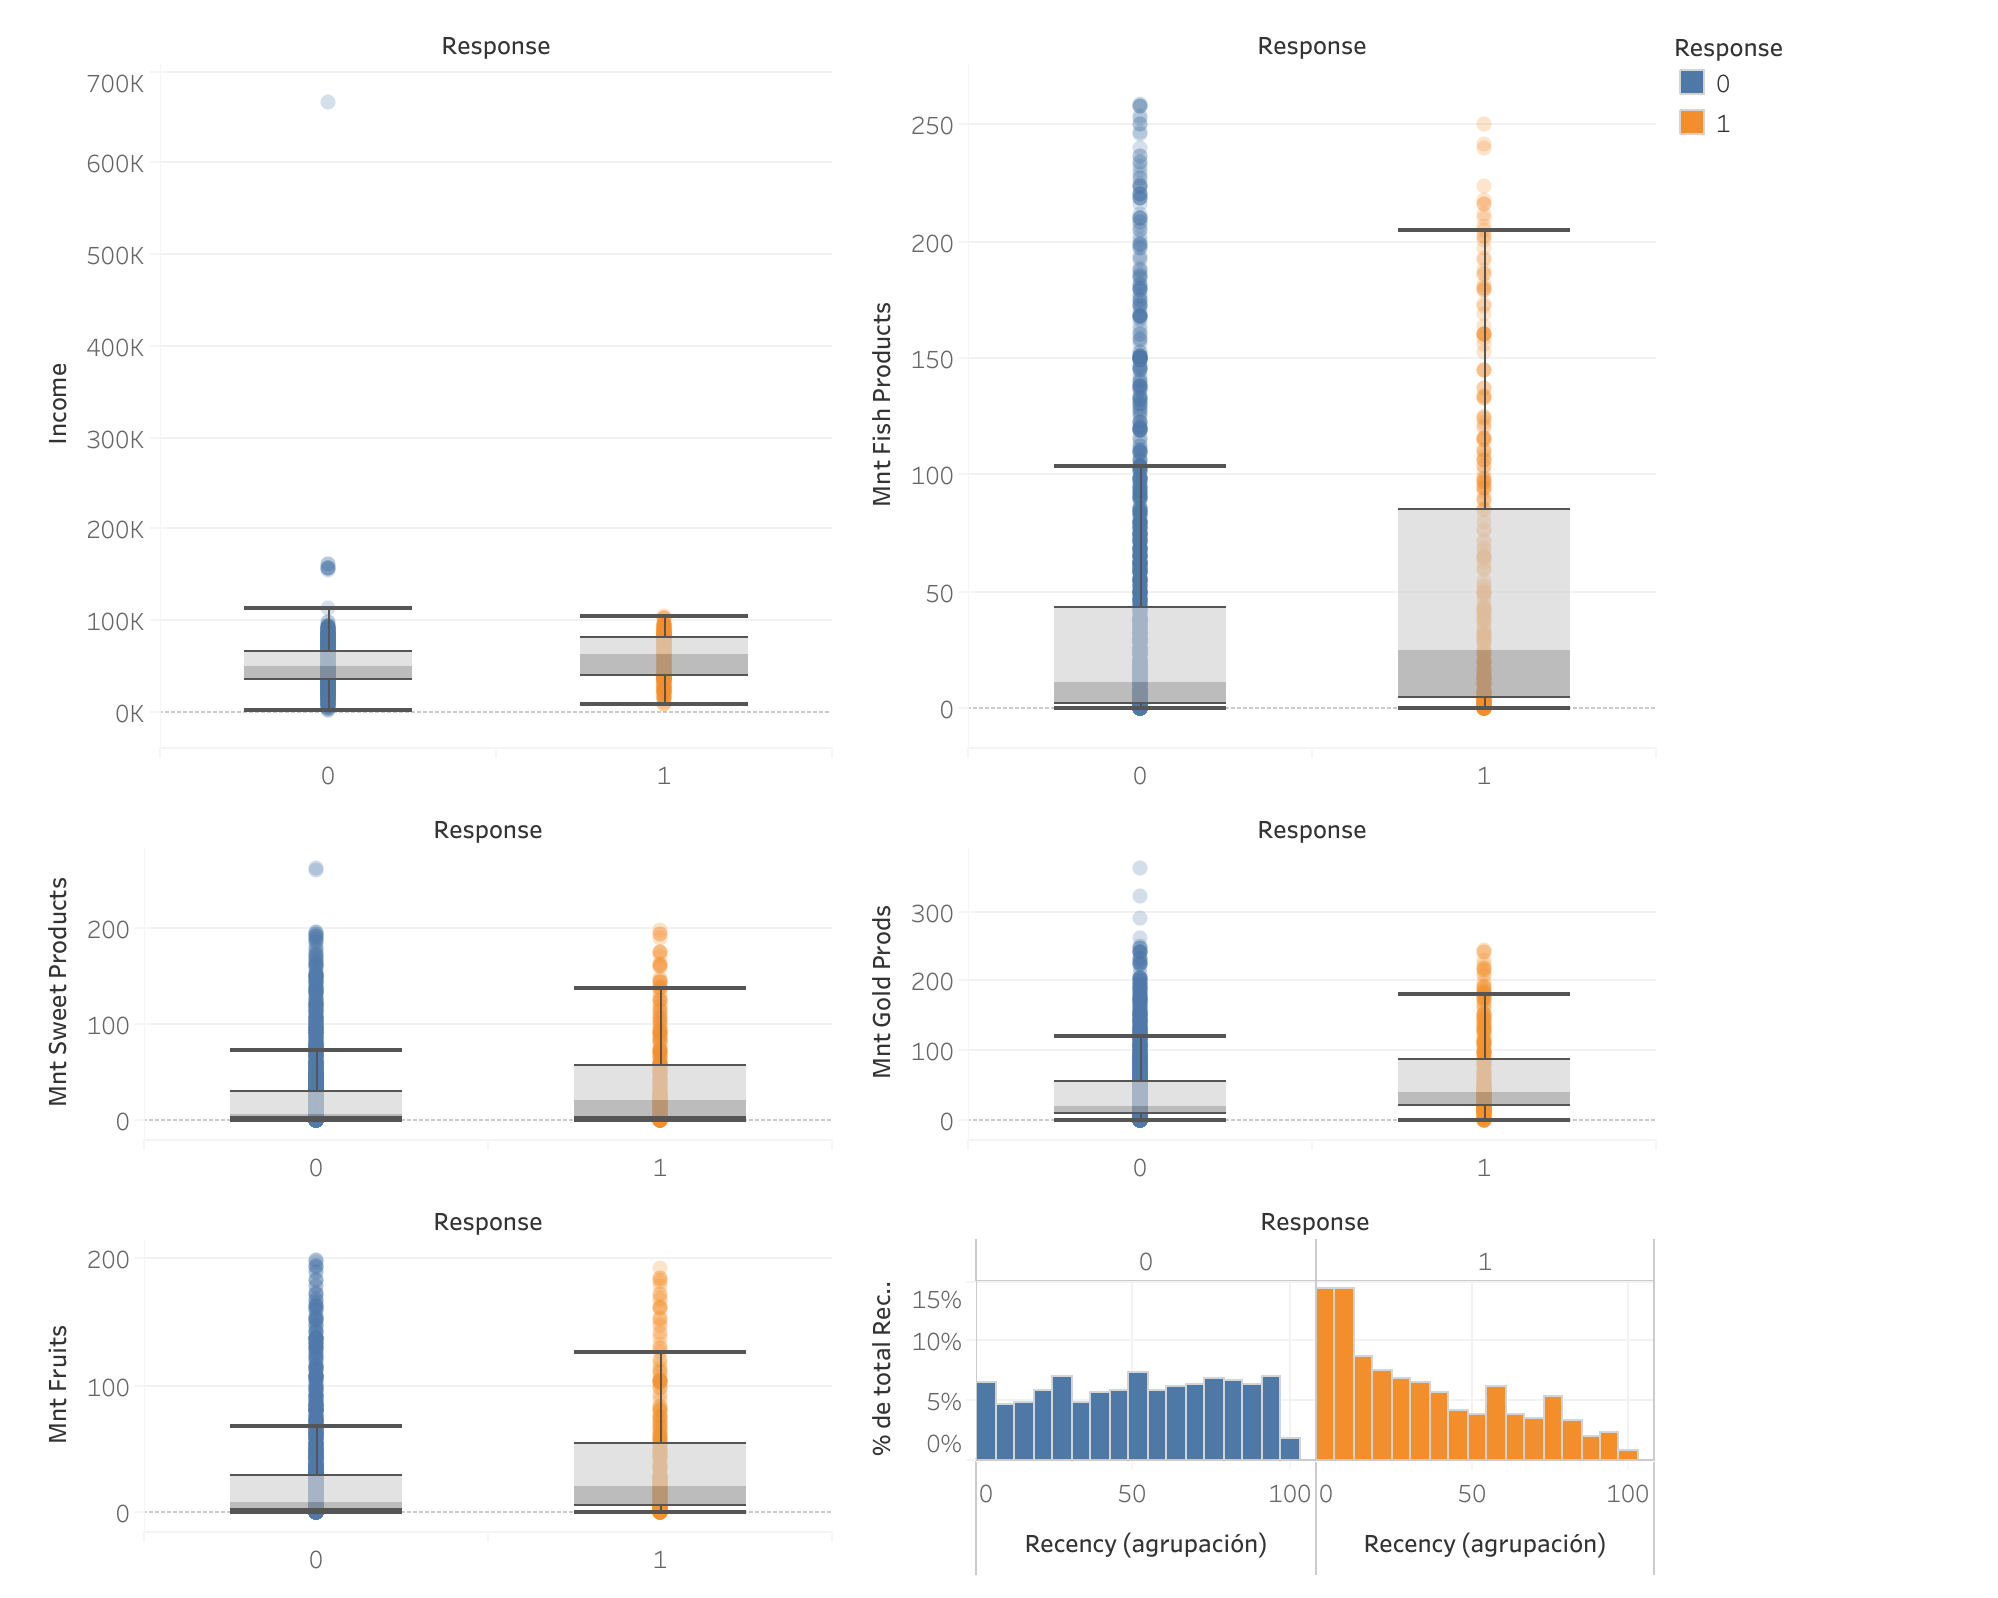 Response
700K
600K
500K
400K
300K
200K
100K
0K
Income
0 1
Response
250
200
150
100
50
0
Mnt Fish Products
0 1
Response
0
1
Response
200
100
0
Mnt Sweet Products
0 1
Response
300
200
100
0
Mnt Gold Prods
0 1
Response
200
100
0
Mnt Fruits
0 1
Response
0 1
15%
10%
5%
0%
% de total Rec..
0 50 100 0 50 100
Recency (agrupación) Recency (agrupación)